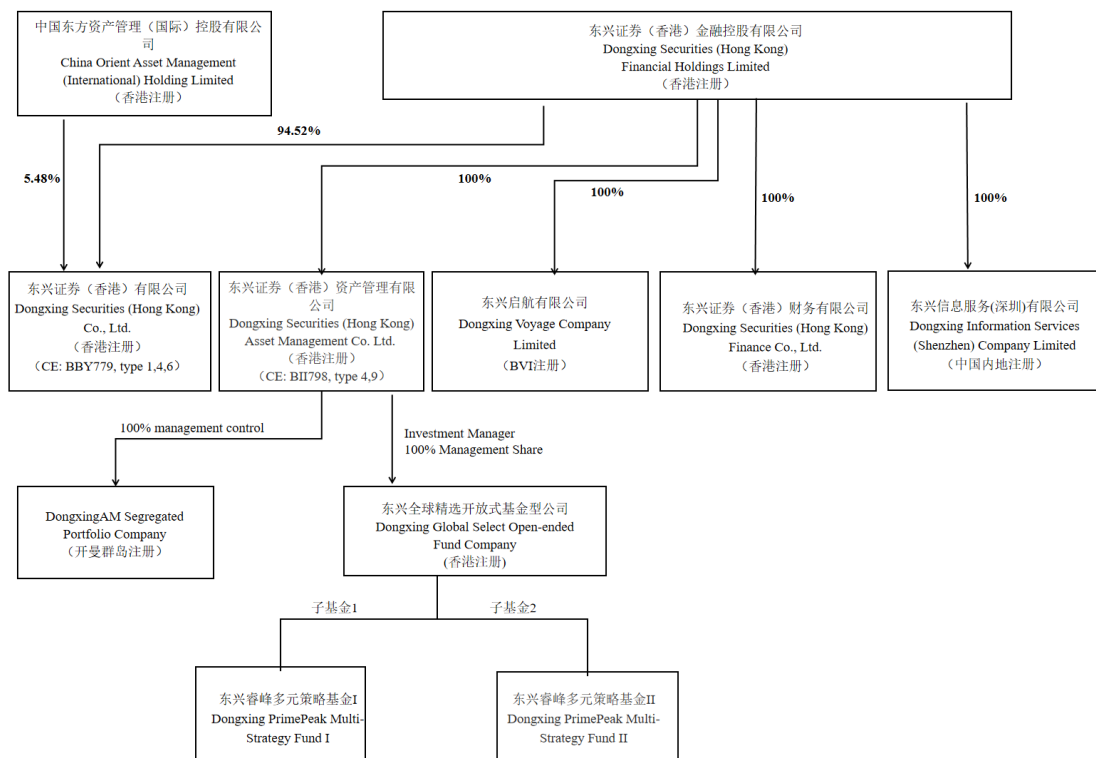 中国东方资产管理（国际）控股有限公
司
China Orient Asset Management
(International) Holding Limited
（香港注册）
东兴证券（香港）金融控股有限公司
Dongxing Securities (Hong Kong)
Financial Holdings Limited
（香港注册）
94.52%
5.48%
100%
100%
100%
100%
东兴证券（香港）有限公司
Dongxing Securities (Hong Kong)
Co., Ltd.
（香港注册）
（CE: BBY779, type 1,4,6）
东兴证券（香港）资产管理有限
公司
Dongxing Securities (Hong Kong)
Asset Management Co. Ltd.
（香港注册）
（CE: BII798, type 4,9）
东兴启航有限公司
Dongxing Voyage Company
Limited
（BVI注册）
东兴证券（香港）财务有限公司
Dongxing Securities (Hong Kong)
Finance Co., Ltd.
（香港注册）
东兴信息服务(深圳)有限公司
Dongxing Information Services
(Shenzhen) Company Limited
（中国内地注册）
100% management control
Investment Manager
100% Management Share
DongxingAM Segregated
Portfolio Company
（开曼群岛注册）
东兴全球精选开放式基金型公司
Dongxing Global Select Open-ended
Fund Company
(香港注册)
子基金1
子基金2
东兴睿峰多元策略基金I
Dongxing PrimePeak Multi-
Strategy Fund I
东兴睿峰多元策略基金II
Dongxing PrimePeak Multi-
Strategy Fund II